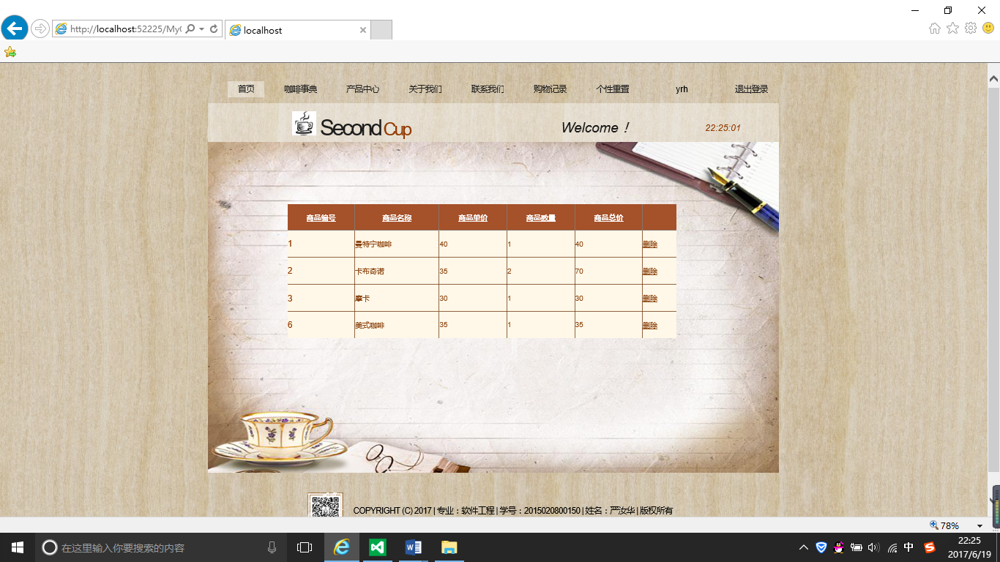 http://localhost:52225/My
localhost
首页 咖啡事典 产品中心 关于我们 联系我们 购物记录 个性重置 yrh 退出登录
Second Cup Welcome！ 22:25:01
商品编号 商品名称 商品单价 商品数量 商品总价
1 曼特宁咖啡 40 1 40 删除
2 卡布奇诺 35 2 70 删除
3 摩卡 30 1 30 删除
6 美式咖啡 35 1 35 删除
COPYRIGHT (C) 2017 | 专业：软件工程 | 学号：2015020800150 | 姓名：严汝华 | 版权所有
78%
在这里输入你要搜索的内容
中
22:25
2017/6/19